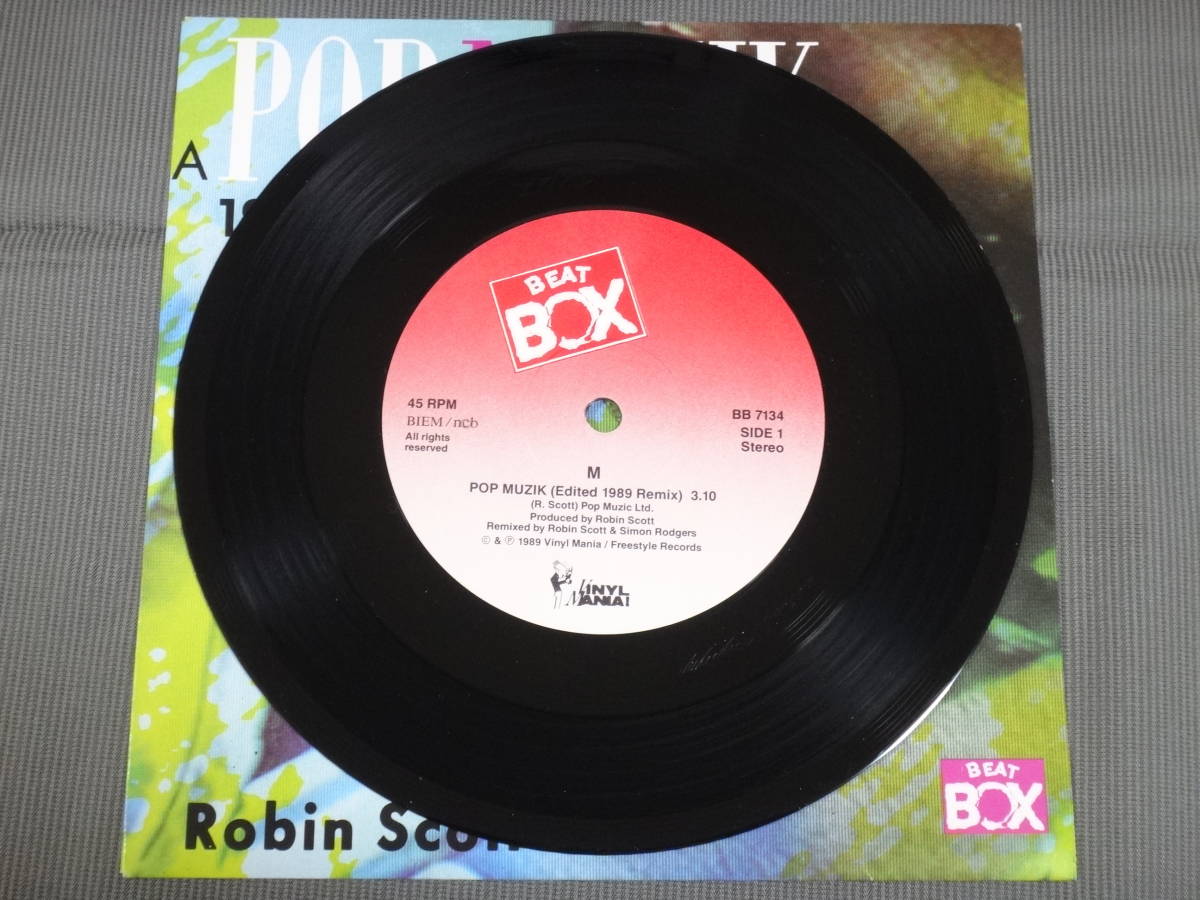 POP
A
BEAT
BOX
45 RPM
BIEM/ncb
All rights
reserved
BB 7134
SIDE 1
Stereo
M
POP MUZIK (Edited 1989 Remix) 3.10
(R. Scott) Pop Muzic Ltd.
Produced by Robin Scott
Remixed by Robin Scott & Simon Rodgers
© & ℗ 1989 Vinyl Mania / Freestyle Records
VINYL
MANIA!
Robin Scott
BEAT
BOX